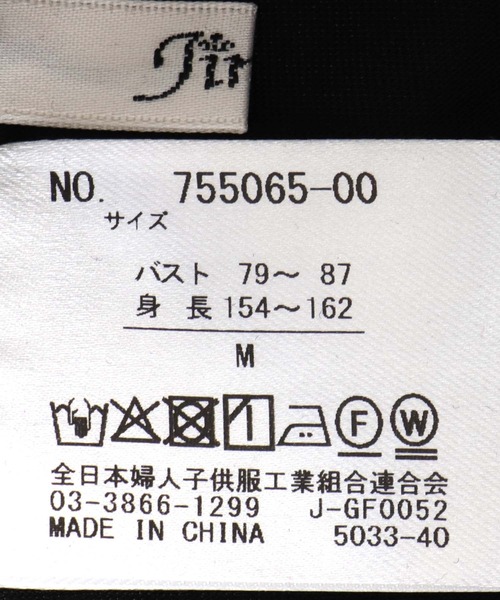 NO. 755065-00
サイズ
バスト 79～ 87
身 長 154～162
M
F W
全日本婦人子供服工業組合連合会
03-3866-1299 J-GF0052
MADE IN CHINA 5033-40